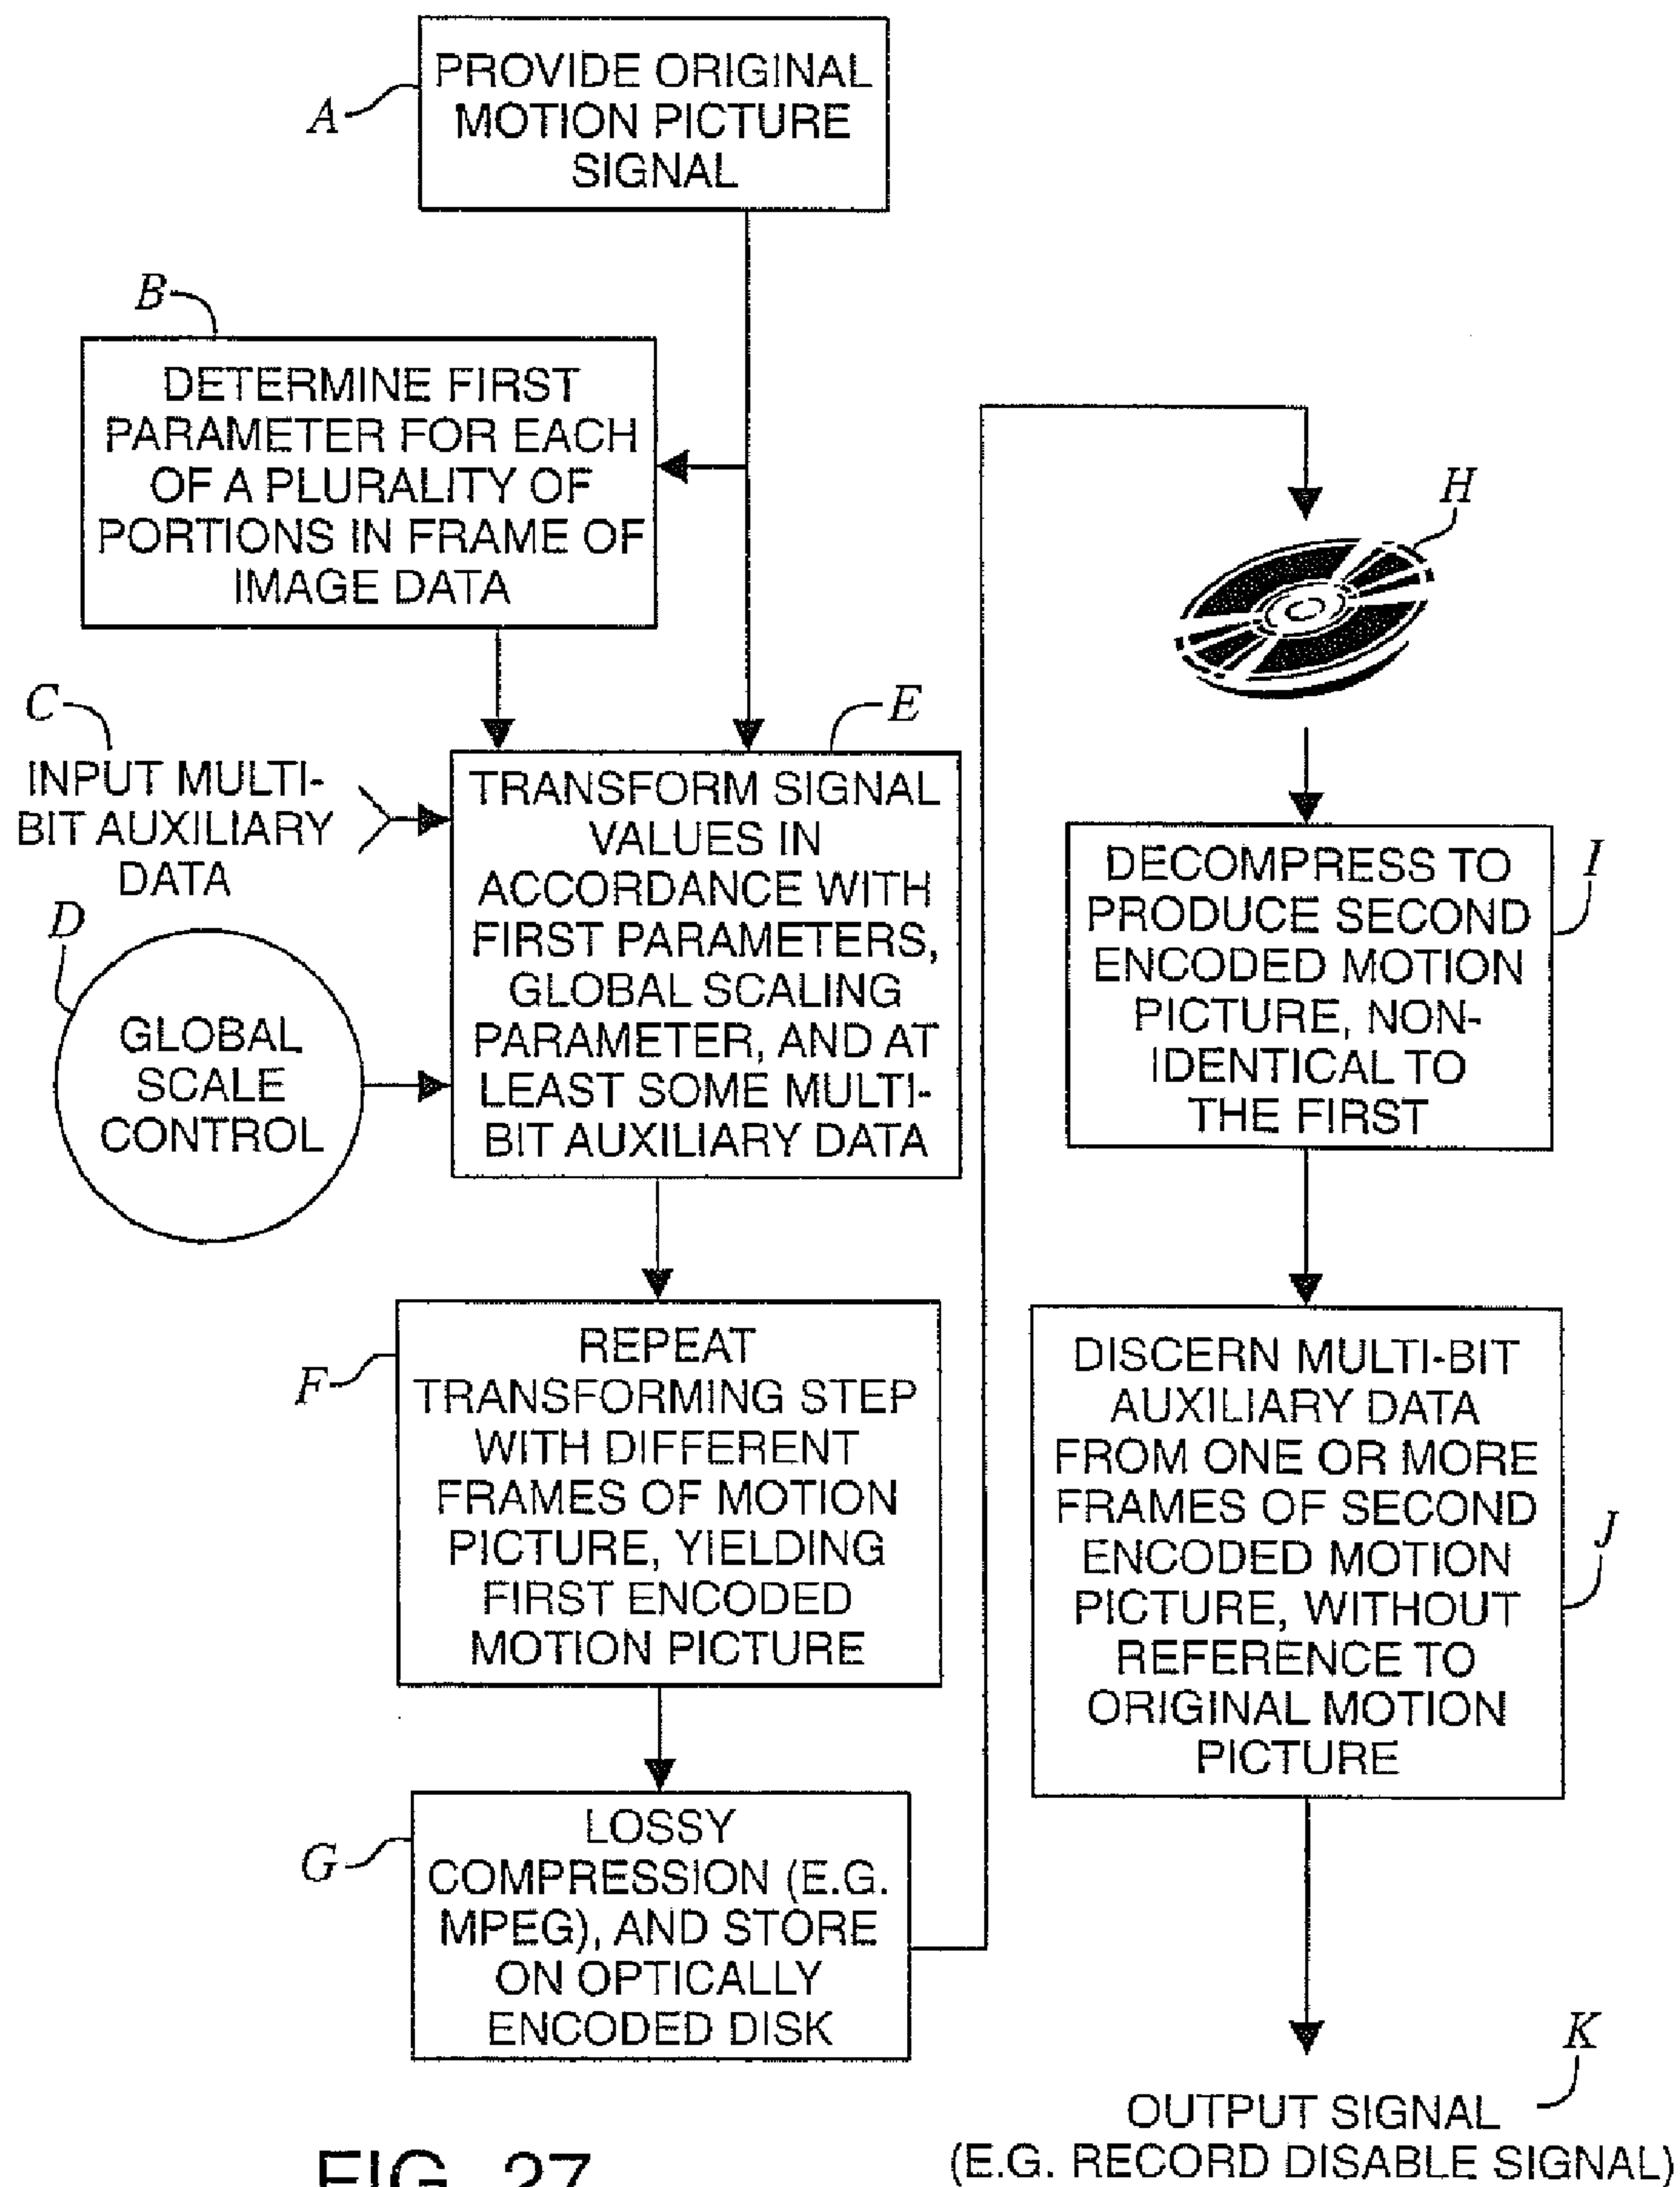 A
PROVIDE ORIGINAL
MOTION PICTURE
SIGNAL
B
DETERMINE FIRST
PARAMETER FOR EACH
OF A PLURALITY OF
PORTIONS IN FRAME OF
IMAGE DATA
C
INPUT MULTI-
BIT AUXILIARY
DATA
D
GLOBAL
SCALE
CONTROL
E
TRANSFORM SIGNAL
VALUES IN
ACCORDANCE WITH
FIRST PARAMETERS,
GLOBAL SCALING
PARAMETER, AND AT
LEAST SOME MULTI-
BIT AUXILIARY DATA
F
REPEAT
TRANSFORMING STEP
WITH DIFFERENT
FRAMES OF MOTION
PICTURE, YIELDING
FIRST ENCODED
MOTION PICTURE
G
LOSSY
COMPRESSION (E.G.
MPEG), AND STORE
ON OPTICALLY
ENCODED DISK
H
I
DECOMPRESS TO
PRODUCE SECOND
ENCODED MOTION
PICTURE, NON-
IDENTICAL TO
THE FIRST
J
DISCERN MULTI-BIT
AUXILIARY DATA
FROM ONE OR MORE
FRAMES OF SECOND
ENCODED MOTION
PICTURE, WITHOUT
REFERENCE TO
ORIGINAL MOTION
PICTURE
K
OUTPUT SIGNAL
(E.G. RECORD DISABLE SIGNAL)
FIG. 27